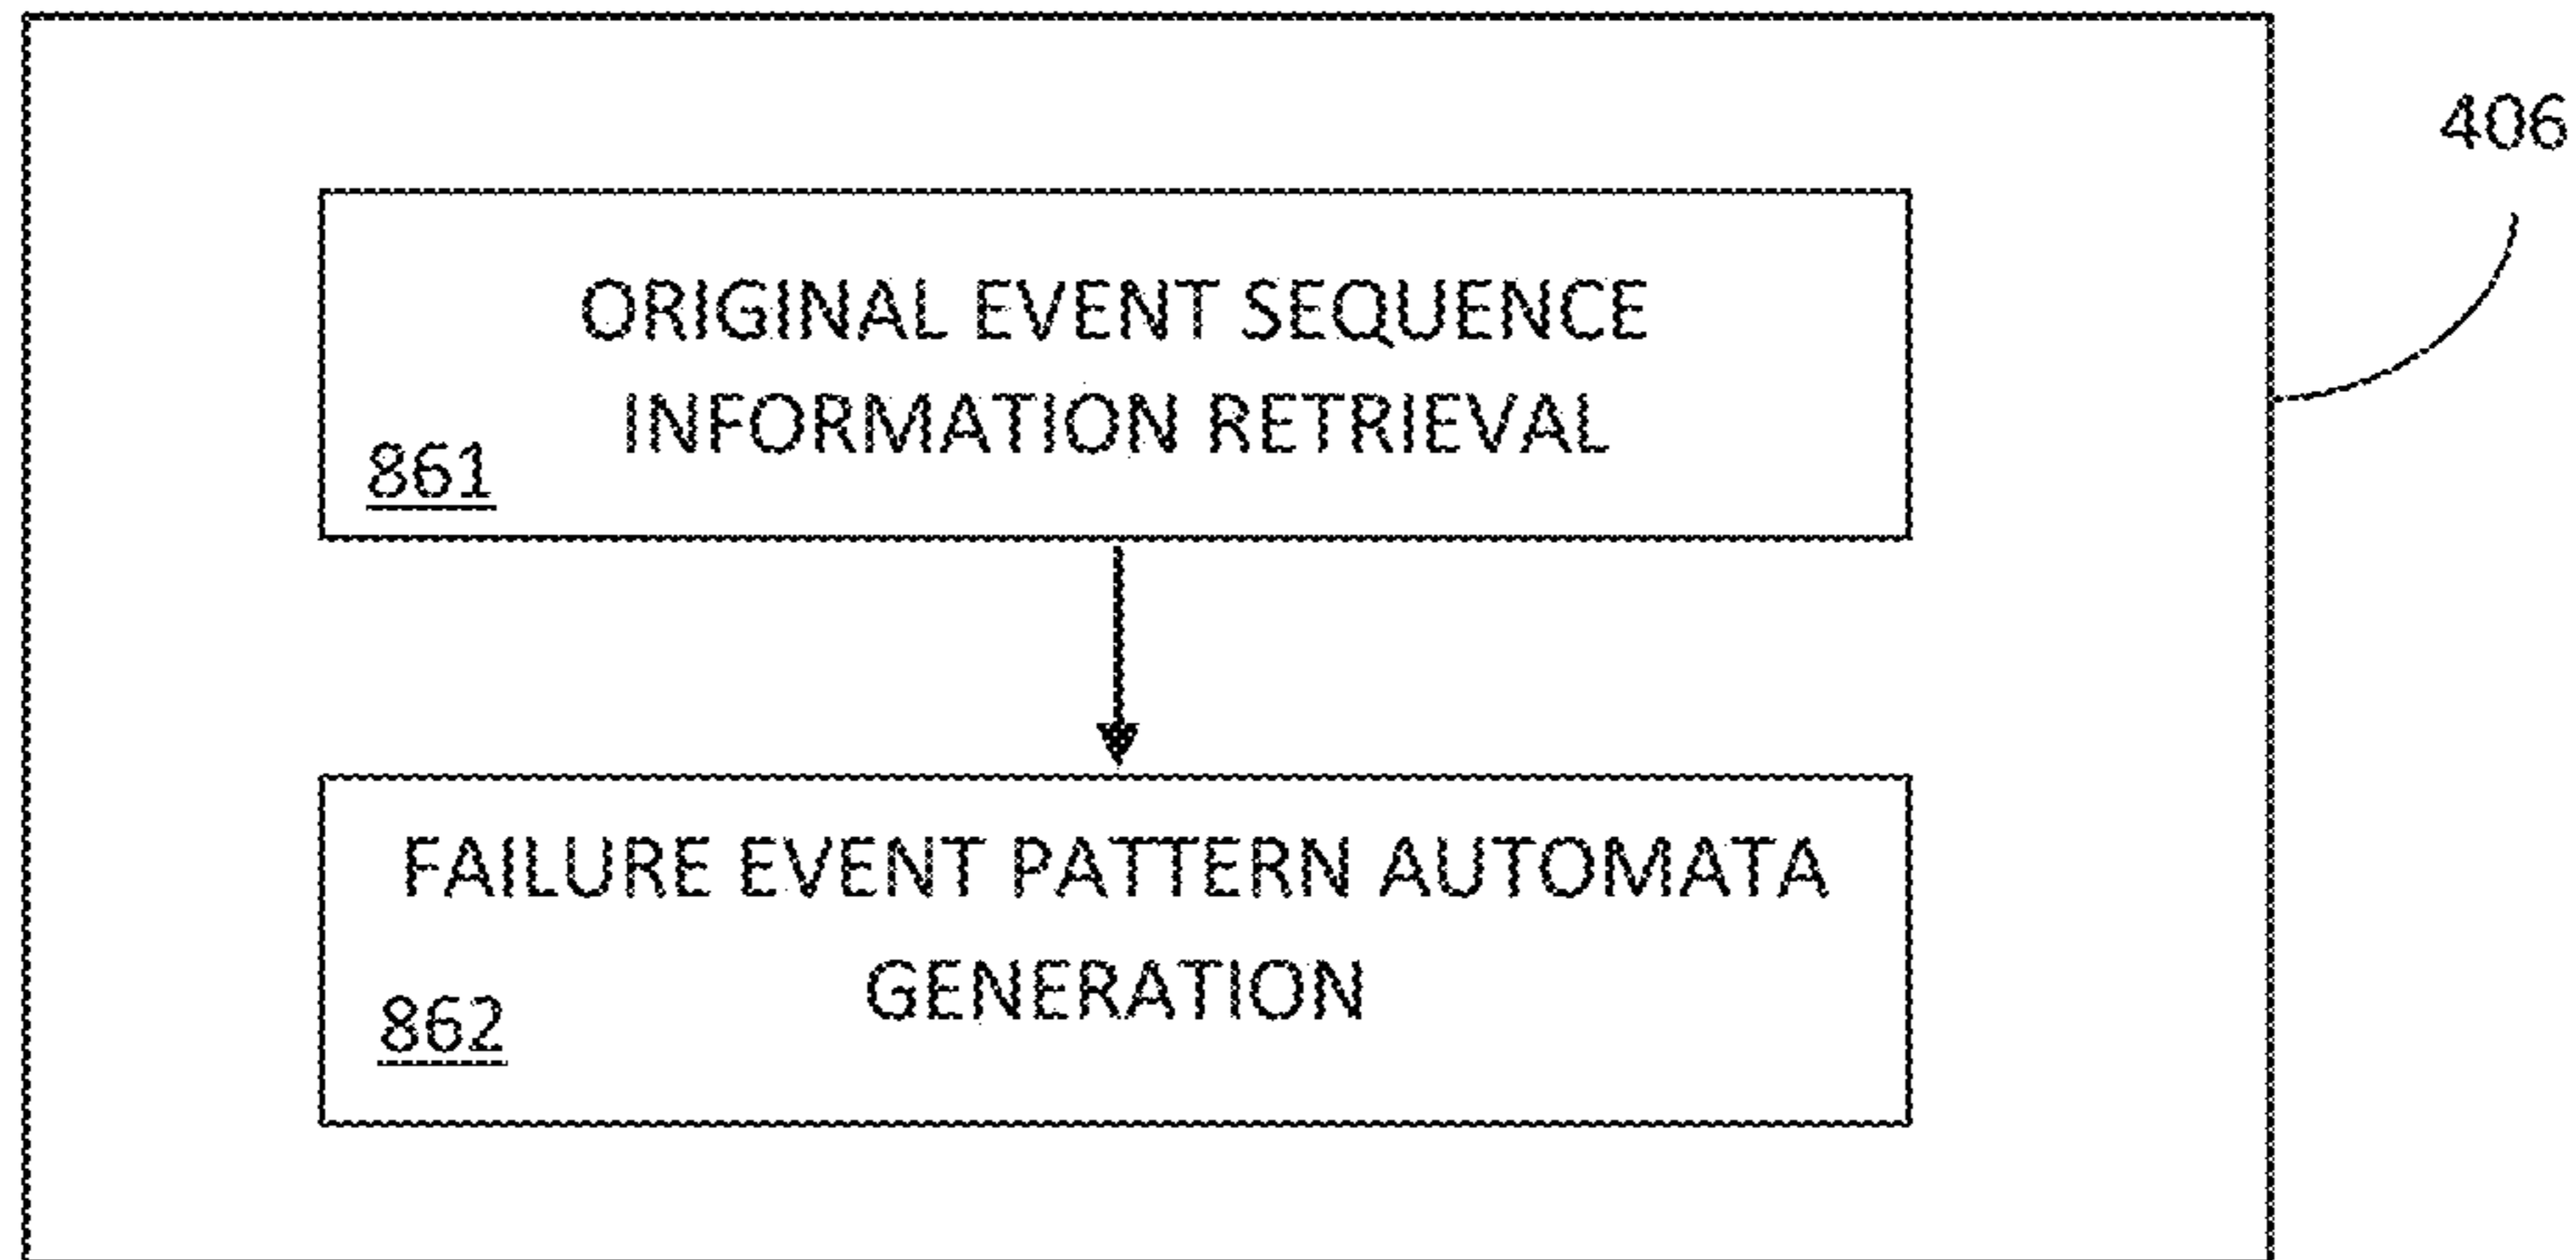 406
ORIGINAL EVENT SEQUENCE
INFORMATION RETRIEVAL
861
FAILURE EVENT PATTERN AUTOMATA
GENERATION
862